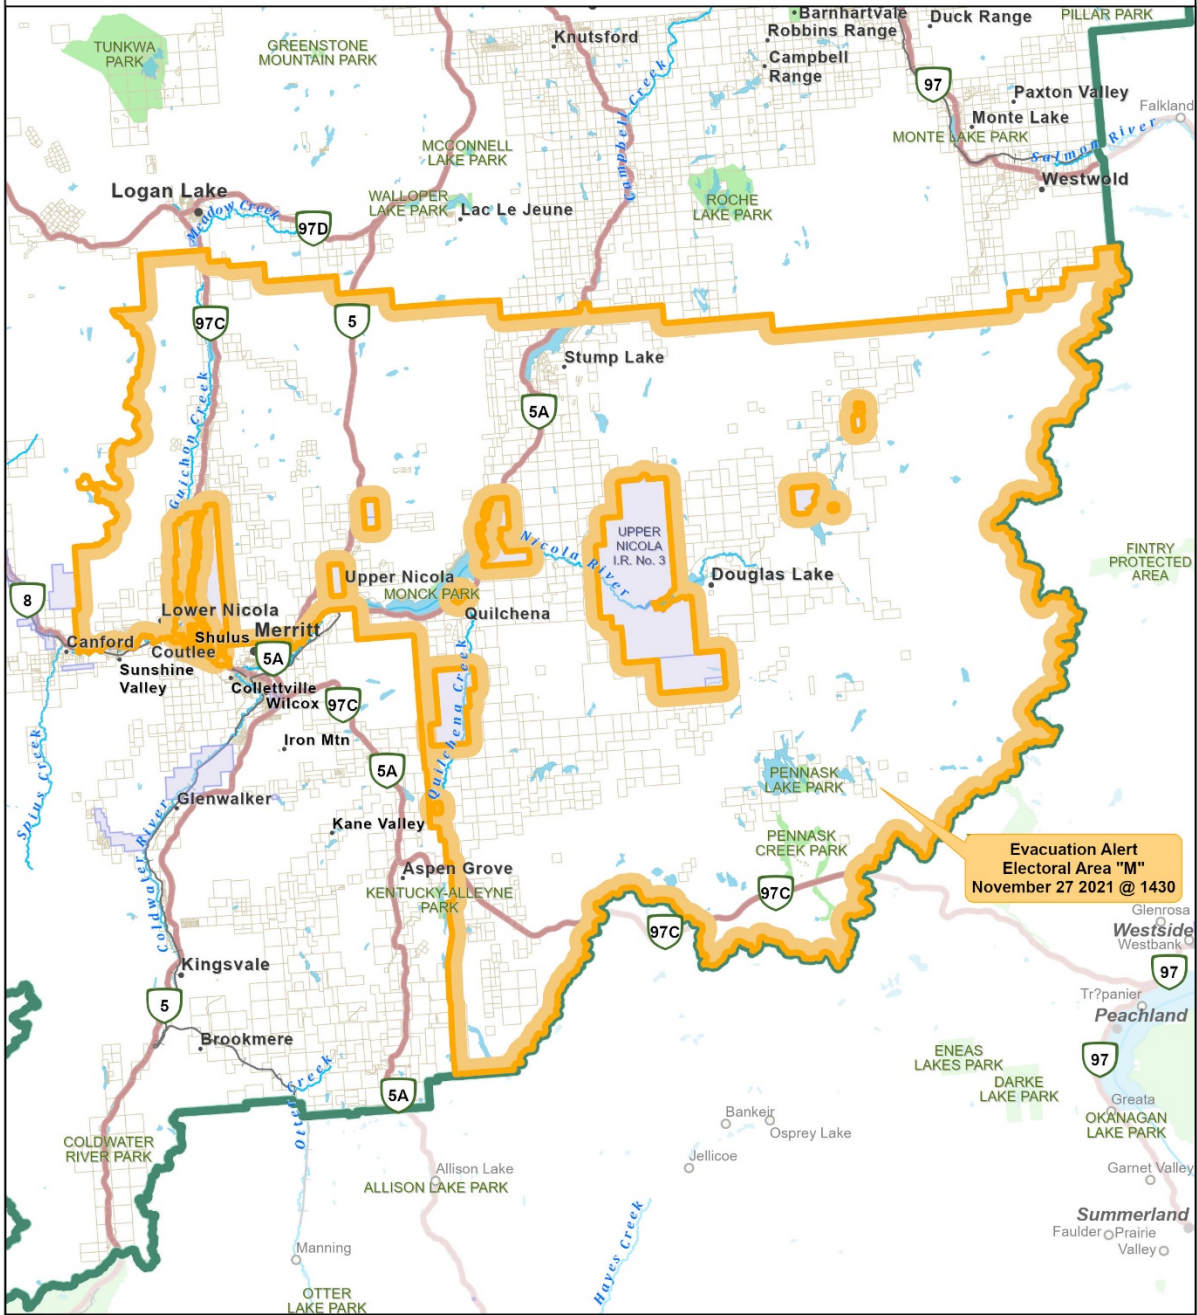 Barnhartvale
Duck Range
PILLAR PARK
TUNKWA
PARK
GREENSTONE
MOUNTAIN PARK
Knutsford
Robbins Range
Campbell
Range
97
Paxton Valley
Falkland
Monte Lake
MONTE LAKE PARK
Salmon River
Westwold
Campbell Creek
MCCONNELL
LAKE PARK
Logan Lake
WALLOPER
LAKE PARK
Lac Le Jeune
ROCHE
LAKE PARK
Meadow Creek
97D
97C
5
Stump Lake
5A
Guichon Creek
UPPER
NICOLA
I.R. No. 3
Nicola River
Douglas Lake
FINTRY
PROTECTED
AREA
Upper Nicola
MONCK PARK
8
Lower Nicola
Quilchena
Canford
Shulus
Merritt
Coutlee
5A
Sunshine
Valley
Collettville
Wilcox
97C
Iron Mtn
Quilchena Creek
5A
Spius Creek
PENNASK
LAKE PARK
Glenwalker
Kane Valley
PENNASK
CREEK PARK
Evacuation Alert
Electoral Area "M"
November 27 2021 @ 1430
Coldwater River
Aspen Grove
KENTUCKY-ALLEYNE
PARK
97C
97C
Glenrosa
Westside
Westbank
97
Kingsvale
5
Tr?panier
Peachland
Brookmere
97
ENEAS
LAKES PARK
DARKE
LAKE PARK
Otter Creek
5A
Greata
OKANAGAN
LAKE PARK
Bankeir
Osprey Lake
COLDWATER
RIVER PARK
Jellicoe
Allison Lake
ALLISON LAKE PARK
Garnet Valley
Summerland
Faulder
Prairie
Valley
Hayes Creek
Manning
OTTER
LAKE PARK